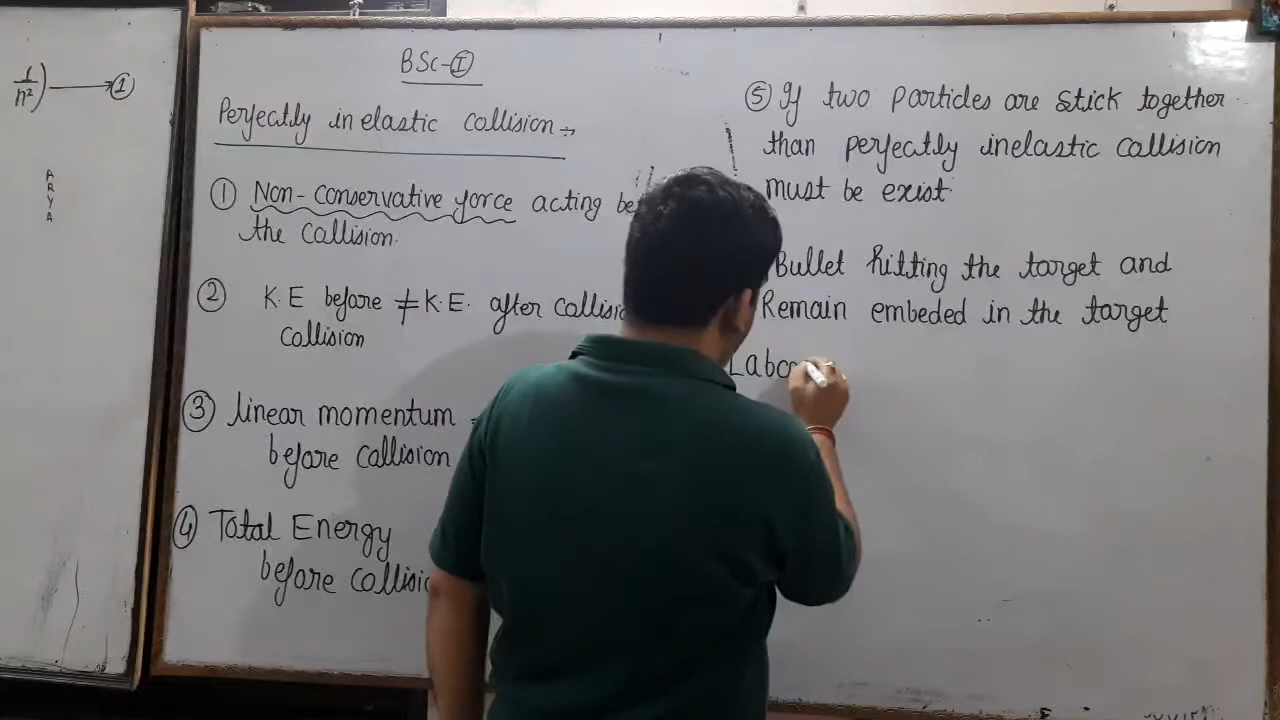 1/n²) → ①
ARYA
BSc-Ⓘ
Perfectly inelastic collision →
① Non-Conservative force acting
the Collision.
② K.E before ≠ K.E. after
collision
③ linear momentum
before collision
④ Total Energy
before
⑤ If two particles are stick together
than perfectly inelastic collision
must be exist
Bullet hitting the target and
Remain embeded in the target